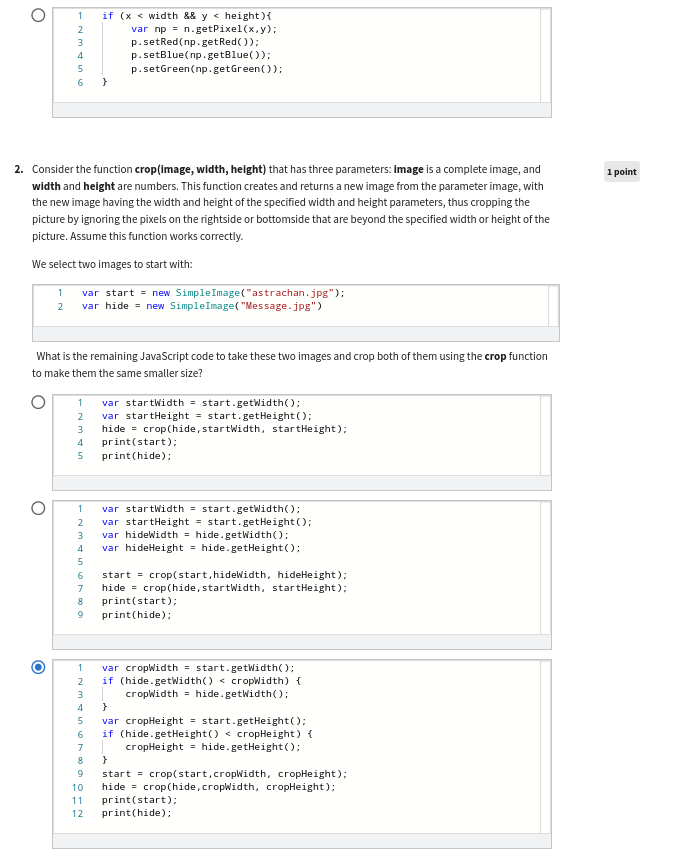 1 if (x < width && y < height){
2 var np = n.getPixel(x,y);
3 p.setRed(np.getRed());
4 p.setBlue(np.getBlue());
5 p.setGreen(np.getGreen());
6 }
2. Consider the function crop(image, width, height) that has three parameters: image is a complete image, and
1 point
width and height are numbers. This function creates and returns a new image from the parameter image, with
the new image having the width and height of the specified width and height parameters, thus cropping the
picture by ignoring the pixels on the rightside or bottomside that are beyond the specified width or height of the
picture. Assume this function works correctly.
We select two images to start with:
1 var start = new SimpleImage("astrachan.jpg");
2 var hide = new SimpleImage("Message.jpg")
What is the remaining JavaScript code to take these two images and crop both of them using the crop function
to make them the same smaller size?
1 var startWidth = start.getWidth();
2 var startHeight = start.getHeight();
3 hide = crop(hide,startWidth, startHeight);
4 print(start);
5 print(hide);
1 var startWidth = start.getWidth();
2 var startHeight = start.getHeight();
3 var hideWidth = hide.getWidth();
4 var hideHeight = hide.getHeight();
5
6 start = crop(start,hideWidth, hideHeight);
7 hide = crop(hide,startWidth, startHeight);
8 print(start);
9 print(hide);
1 var cropWidth = start.getWidth();
2 if (hide.getWidth() < cropWidth) {
3 cropWidth = hide.getWidth();
4 }
5 var cropHeight = start.getHeight();
6 if (hide.getHeight() < cropHeight) {
7 cropHeight = hide.getHeight();
8 }
9 start = crop(start,cropWidth, cropHeight);
10 hide = crop(hide,cropWidth, cropHeight);
11 print(start);
12 print(hide);